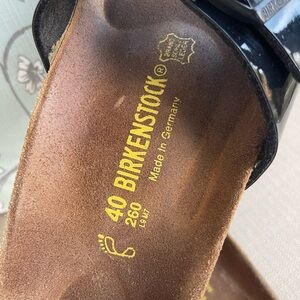 40 BIRKENSTOCK®
260 Made in Germany
L9 M7